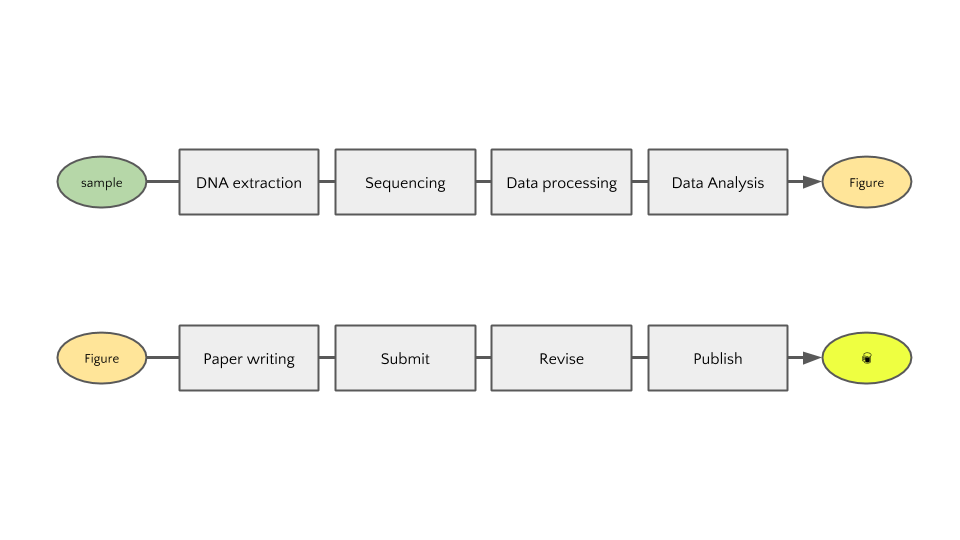 sample
DNA extraction
Sequencing
Data processing
Data Analysis
Figure
Figure
Paper writing
Submit
Revise
Publish